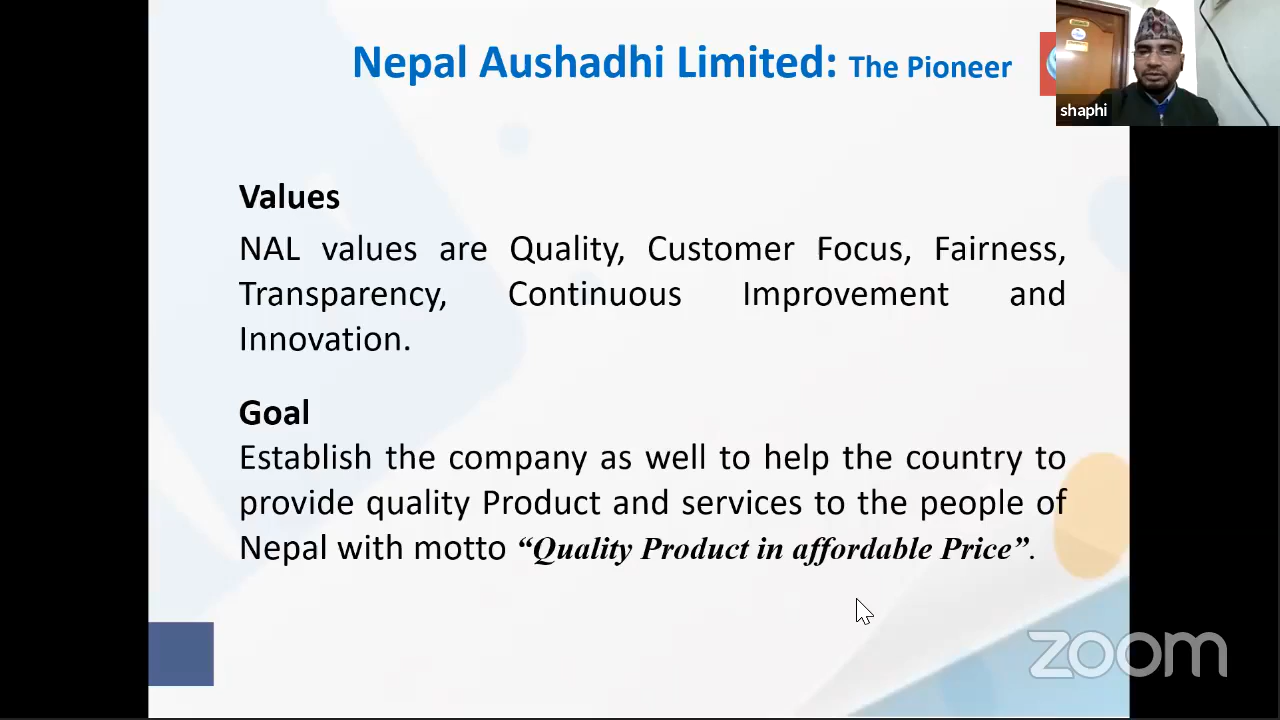 Nepal Aushadhi Limited: The Pioneer
shaphi
Values
NAL values are Quality, Customer Focus, Fairness,
Transparency, Continuous Improvement and
Innovation.
Goal
Establish the company as well to help the country to
provide quality Product and services to the people of
Nepal with motto “Quality Product in affordable Price”.
zoom